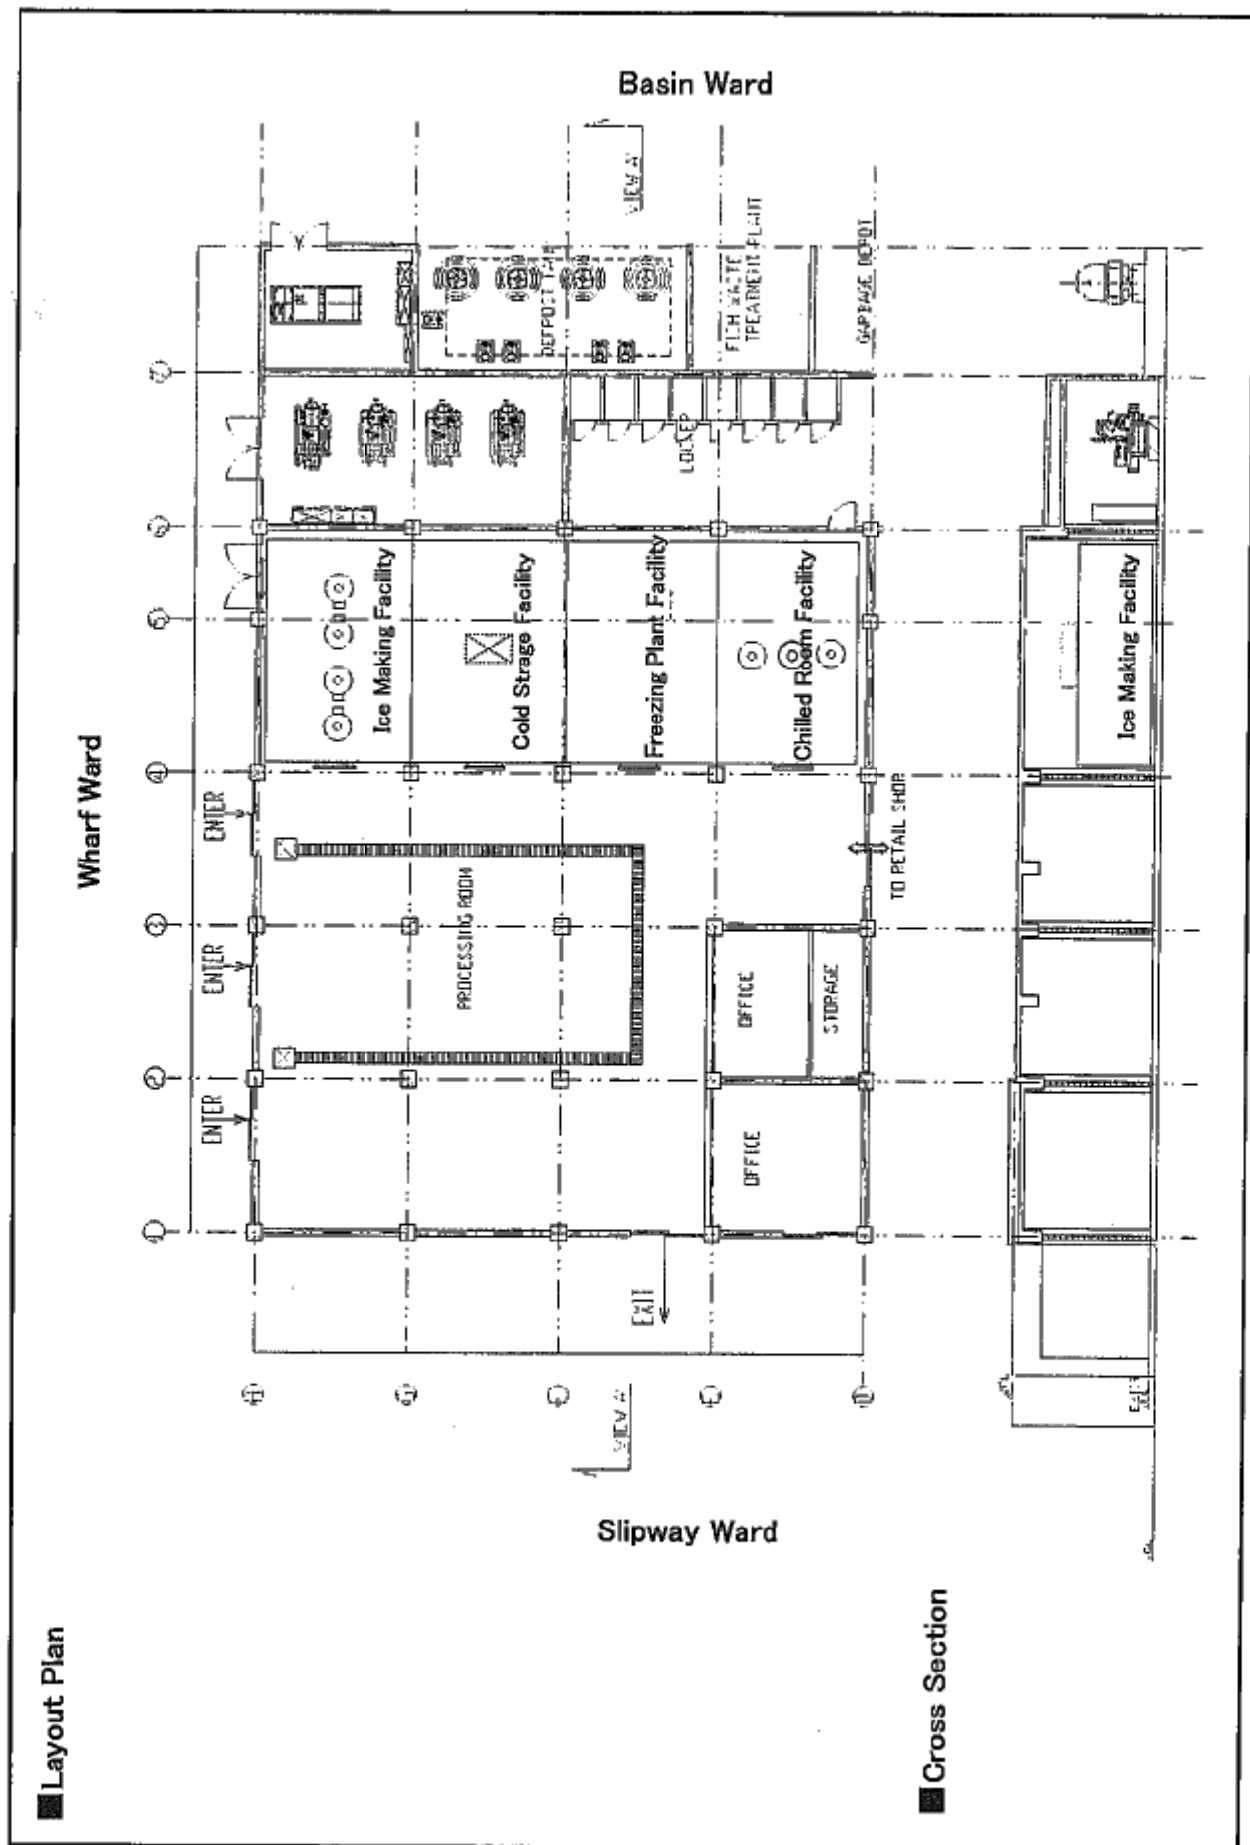 Layout Plan
Wharf Ward
Basin Ward
Slipway Ward
ENTER
ENTER
ENTER
EXIT
PROCESSING ROOM
OFFICE
OFFICE
STORAGE
Ice Making Facility
Cold Strage Facility
Freezing Plant Facility
Chilled Room Facility
LOCKER
FISH WASTE
TREATMENT PLANT
GARBAGE DEPOT
TO RETAIL SHOP
VIEW A'
VIEW A'
Cross Section
Ice Making Facility